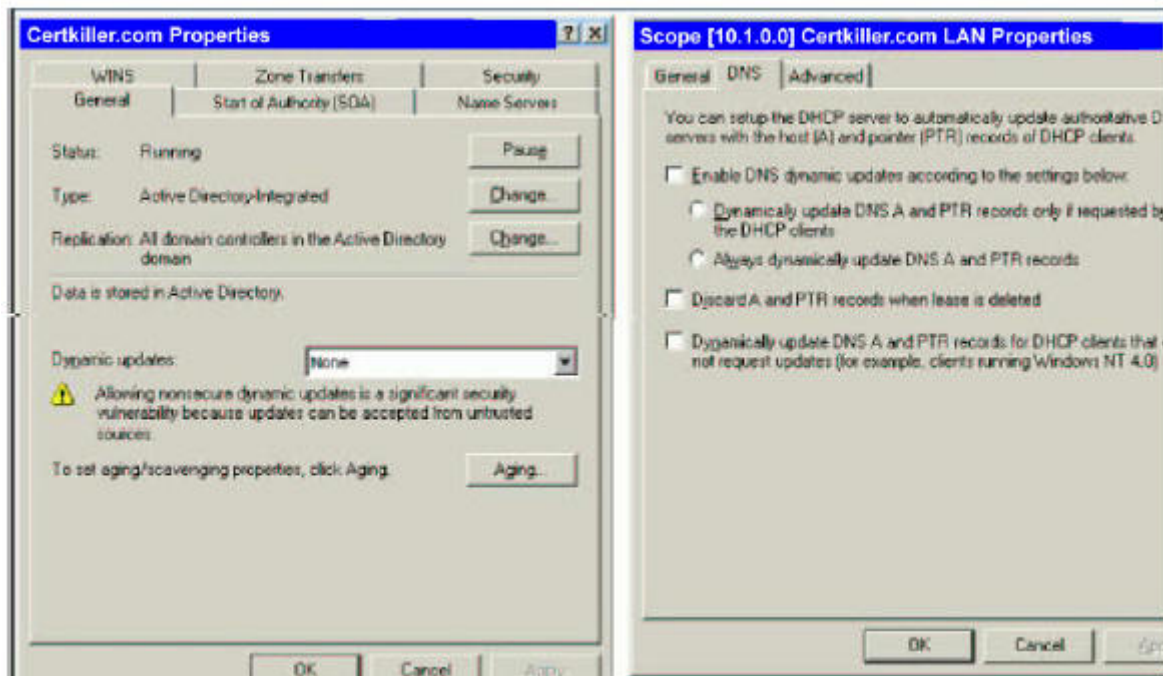 Certkiller.com Properties
WINS Zone Transfers Security
General Start of Authority (SOA) Name Servers
Status: Running Pause
Type: Active Directory-Integrated Change...
Replication: All domain controllers in the Active Directory domain Change...
Data is stored in Active Directory.
Dynamic updates: None
Allowing nonsecure dynamic updates is a significant security
vulnerability because updates can be accepted from untrusted
sources.
To set aging/scavenging properties, click Aging. Aging...
OK Cancel Apply
Scope [10.1.0.0] Certkiller.com LAN Properties
General DNS Advanced
You can setup the DHCP server to automatically update authoritative D
servers with the host (A) and pointer (PTR) records of DHCP clients.
Enable DNS dynamic updates according to the settings below:
Dynamically update DNS A and PTR records only if requested by
the DHCP clients
Always dynamically update DNS A and PTR records
Discard A and PTR records when lease is deleted
Dynamically update DNS A and PTR records for DHCP clients that
not request updates (for example, clients running Windows NT 4.0)
OK Cancel